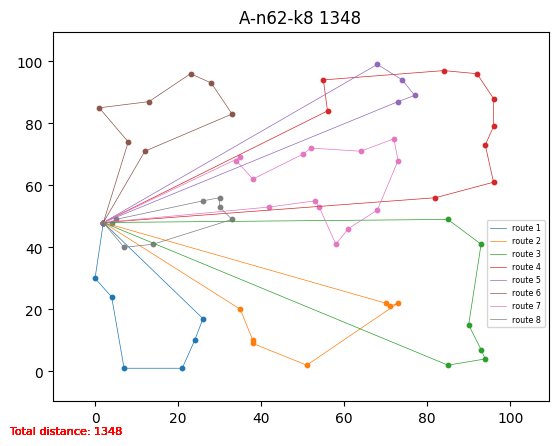 A-n62-k8 1348
100
80
60
40
20
0
0 20 40 60 80 100
route 1
route 2
route 3
route 4
route 5
route 6
route 7
route 8
Total distance: 1348